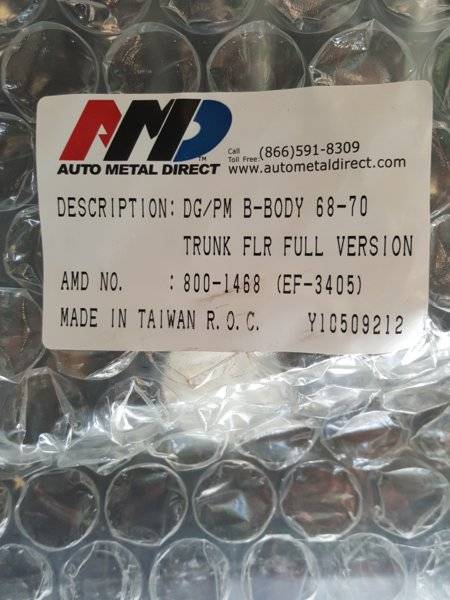 AMD TM
AUTO METAL DIRECT
Call Toll Free: (866)591-8309
www.autometaldirect.com
DESCRIPTION: DG/PM B-BODY 68-70
TRUNK FLR FULL VERSION
AMD NO. : 800-1468 (EF-3405)
MADE IN TAIWAN R.O.C. Y10509212